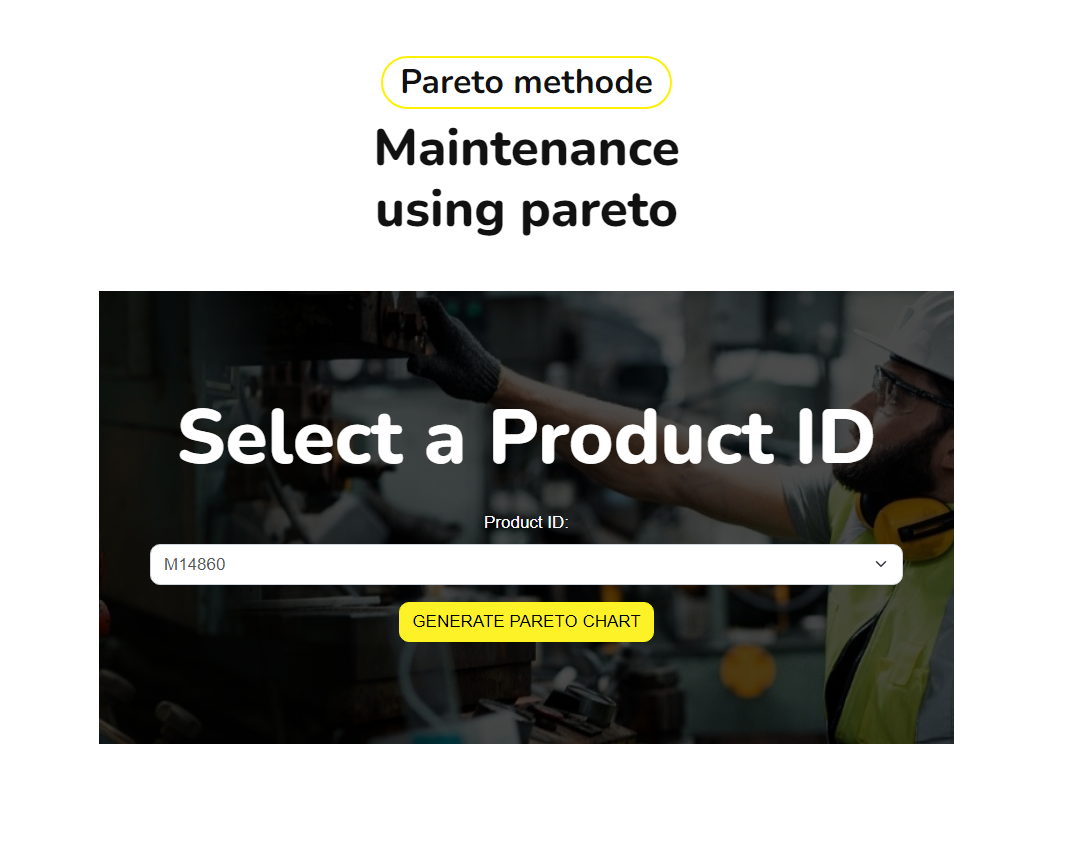 Pareto methode
Maintenance
using pareto
Select a Product ID
Product ID:
M14860
GENERATE PARETO CHART